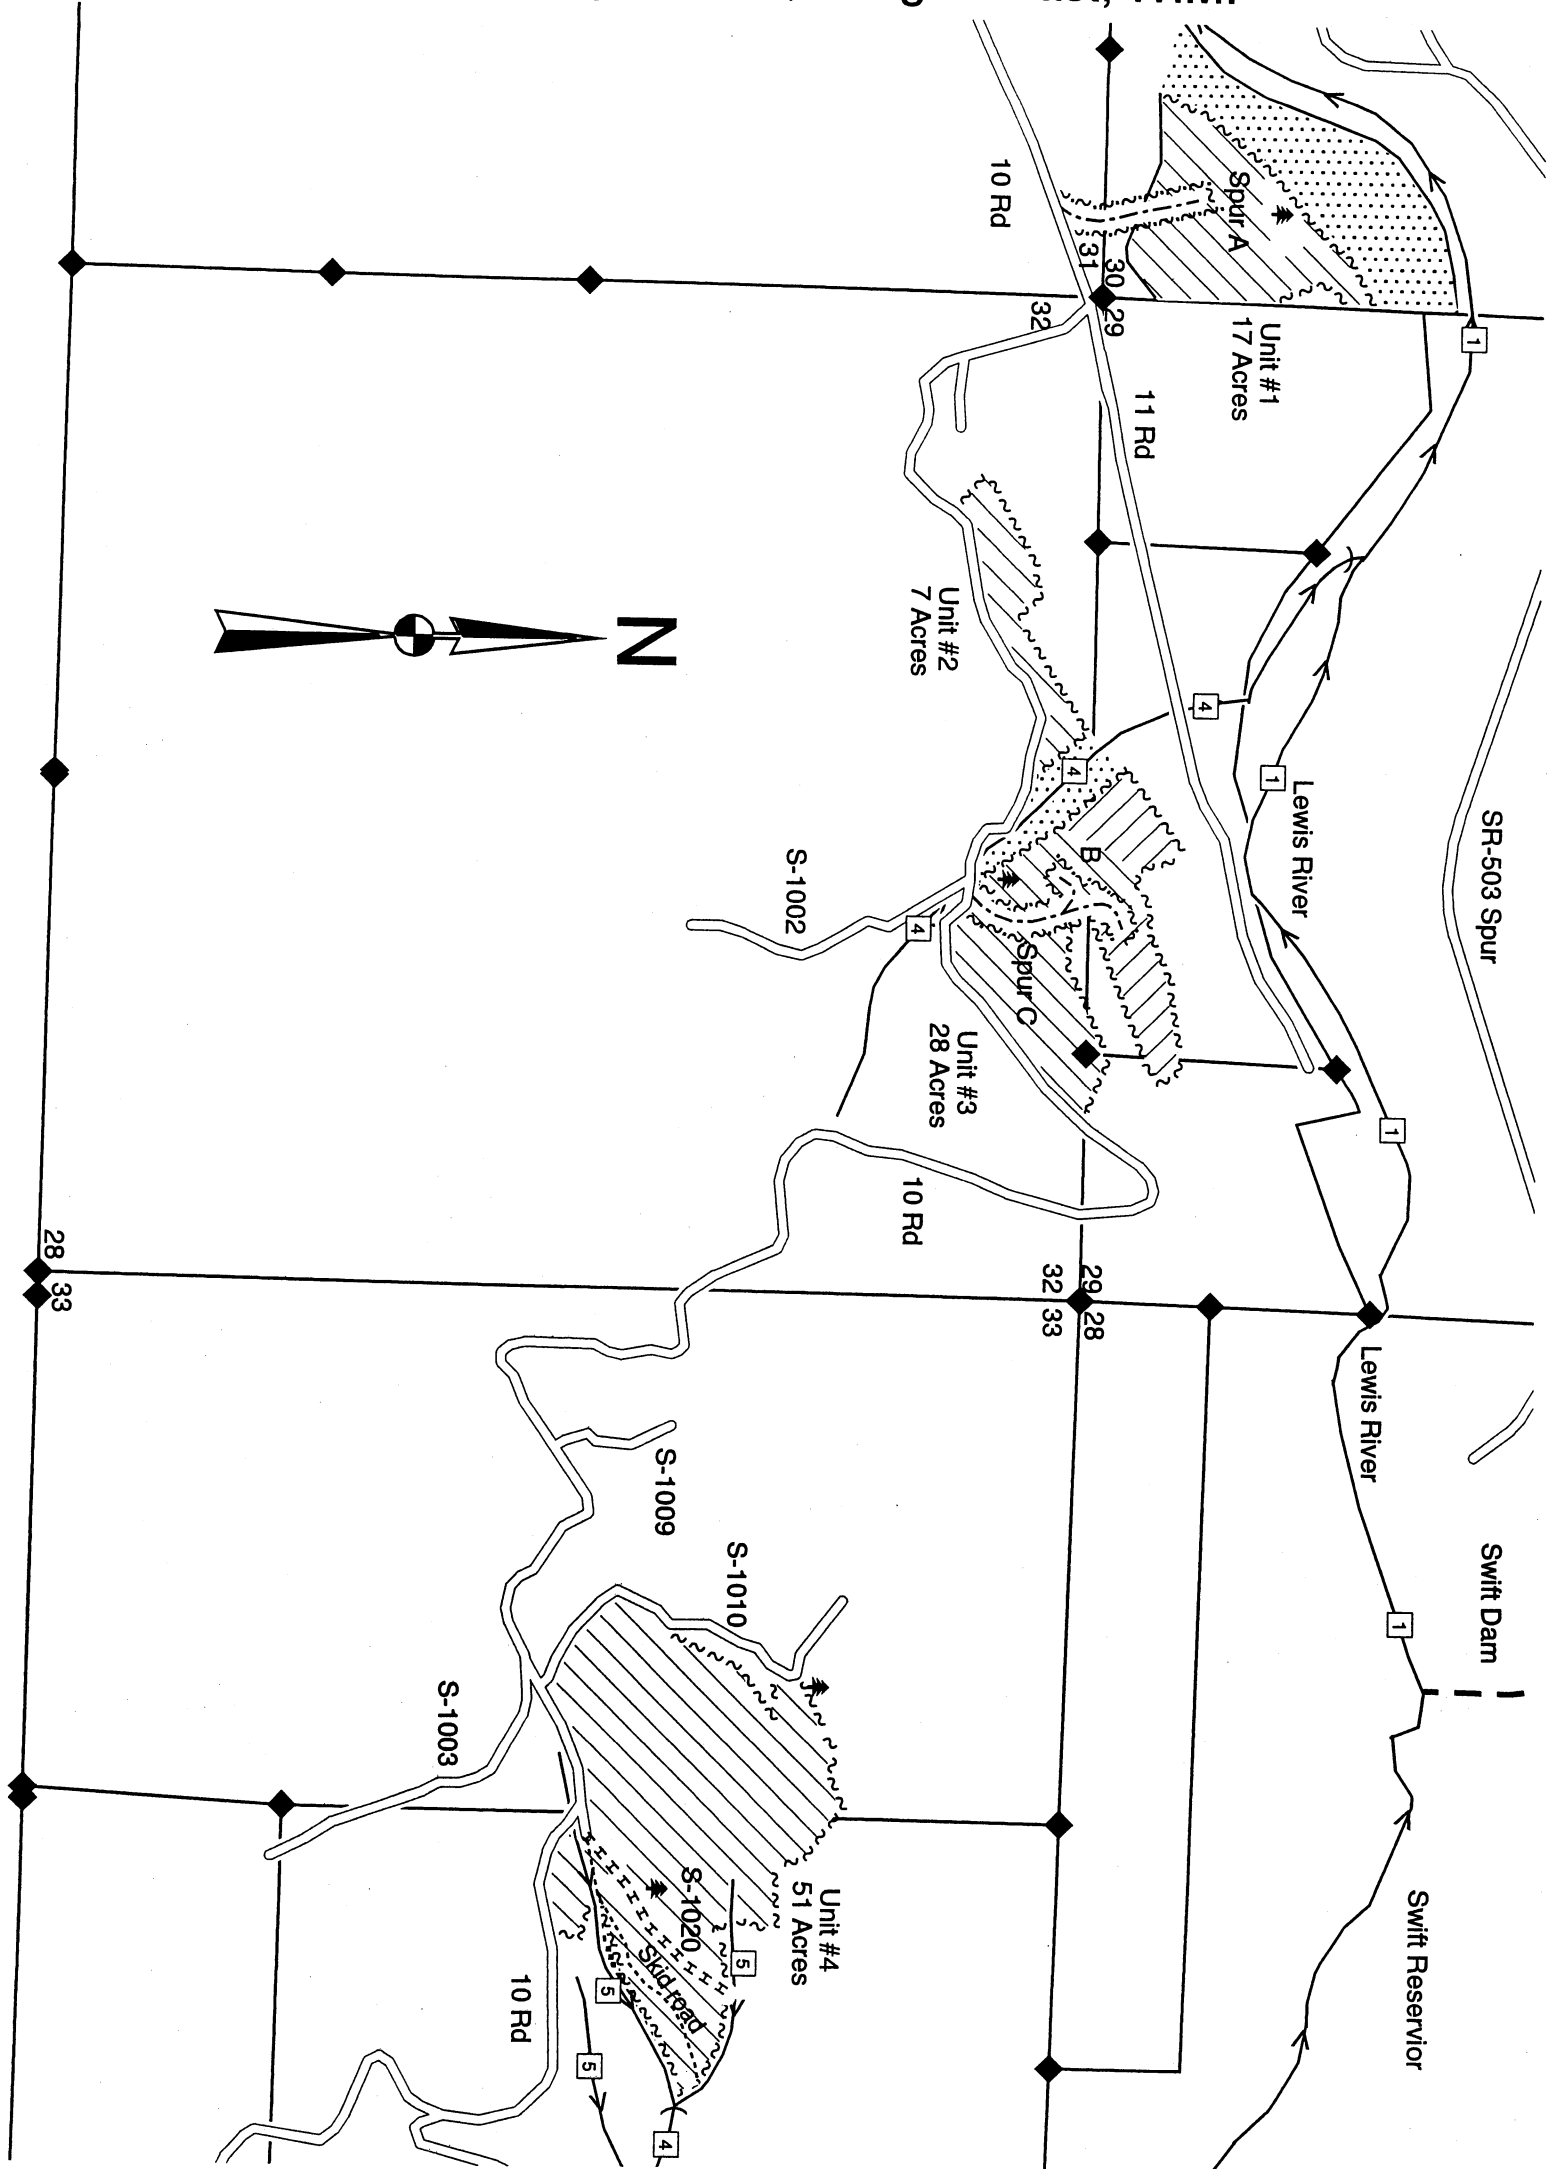 SR-503 Spur
Swift Dam
1
Lewis River
1
1
Swift Reservior
Lewis River
1
Unit #1
17 Acres
Spur A
4
11 Rd
30
29
31
32
10 Rd
29
28
32
33
4
B
Spur C
Unit #2
7 Acres
Unit #3
28 Acres
4
10 Rd
S-1002
Unit #4
51 Acres
S-1010
5
S-1020
Skid road
S-1009
4
5
5
N
10 Rd
S-1003
28
33